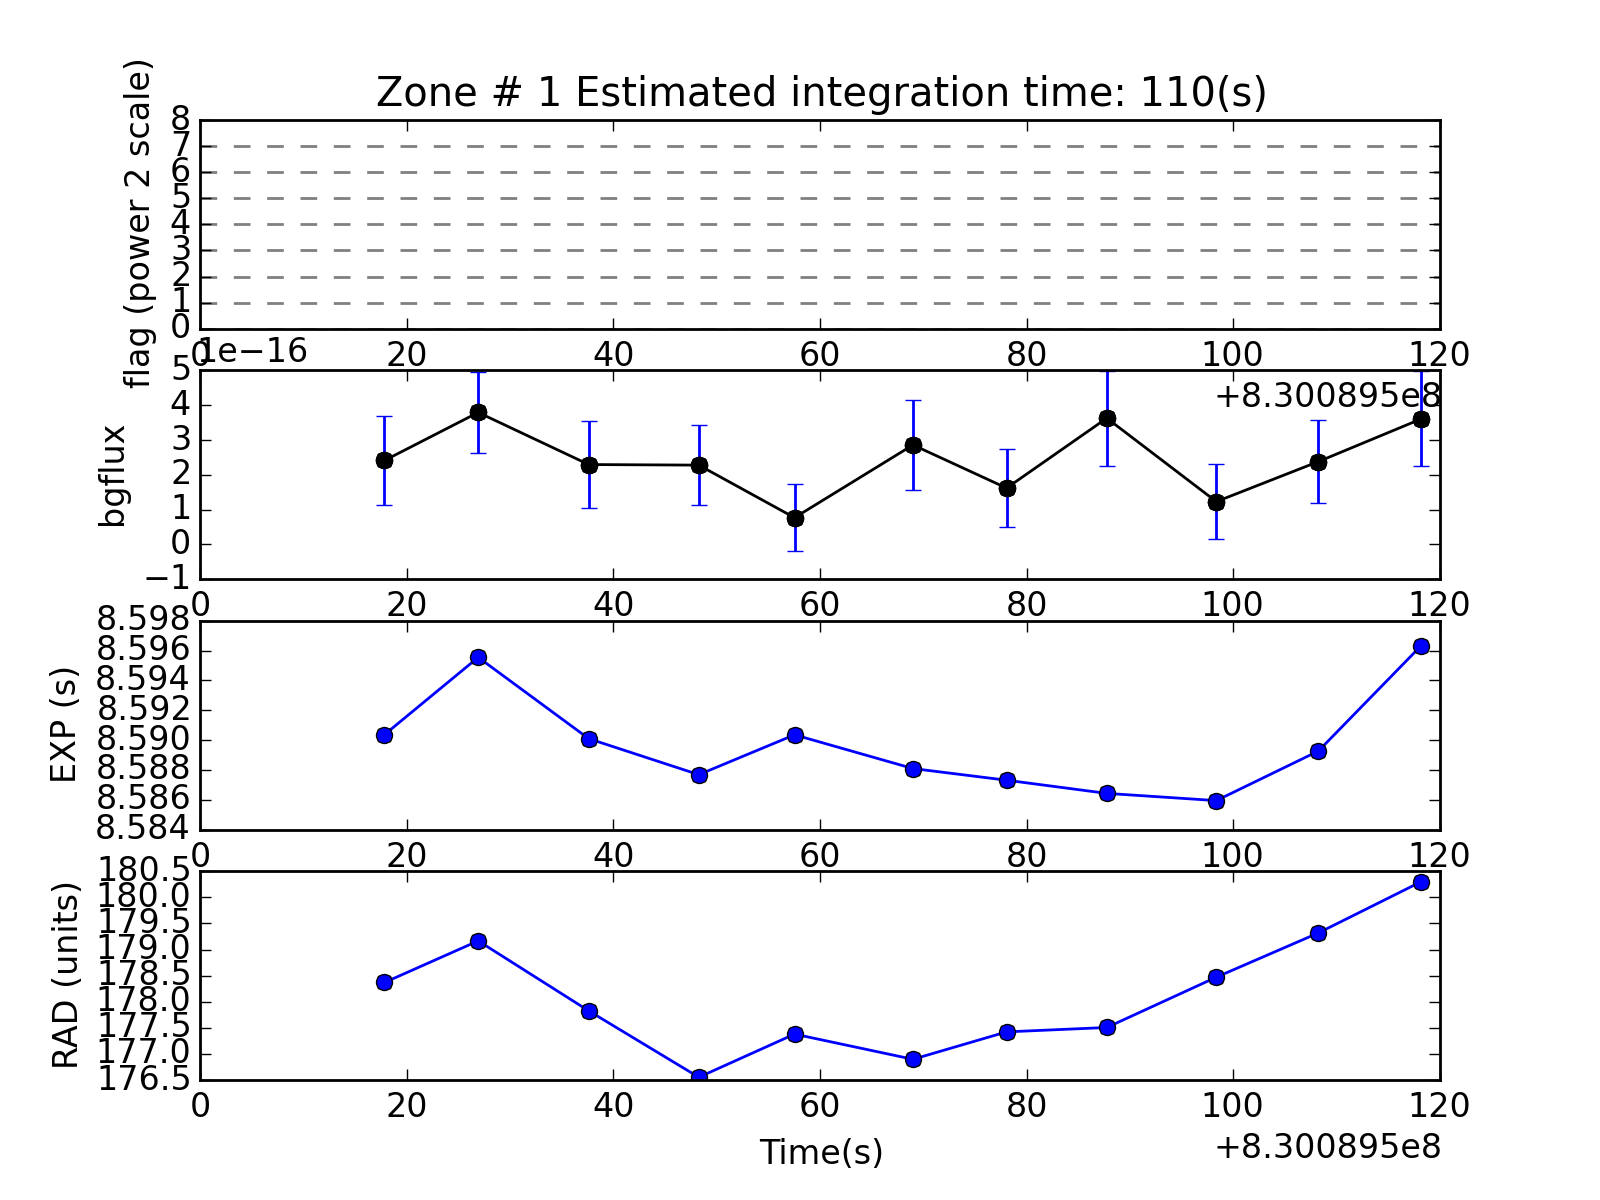 Zone # 1 Estimated integration time: 110(s)
flag (power 2 scale)
8
7
6
5
4
3
2
1
0
0 20 40 60 80 100 120
+8.300895e8
1e−16
bgflux
5
4
3
2
1
0
−1
0 20 40 60 80 100 120
EXP (s)
8.598
8.596
8.594
8.592
8.590
8.588
8.586
8.584
0 20 40 60 80 100 120
RAD (units)
180.5
180.0
179.5
179.0
178.5
178.0
177.5
177.0
176.5
0 20 40 60 80 100 120
Time(s)
+8.300895e8